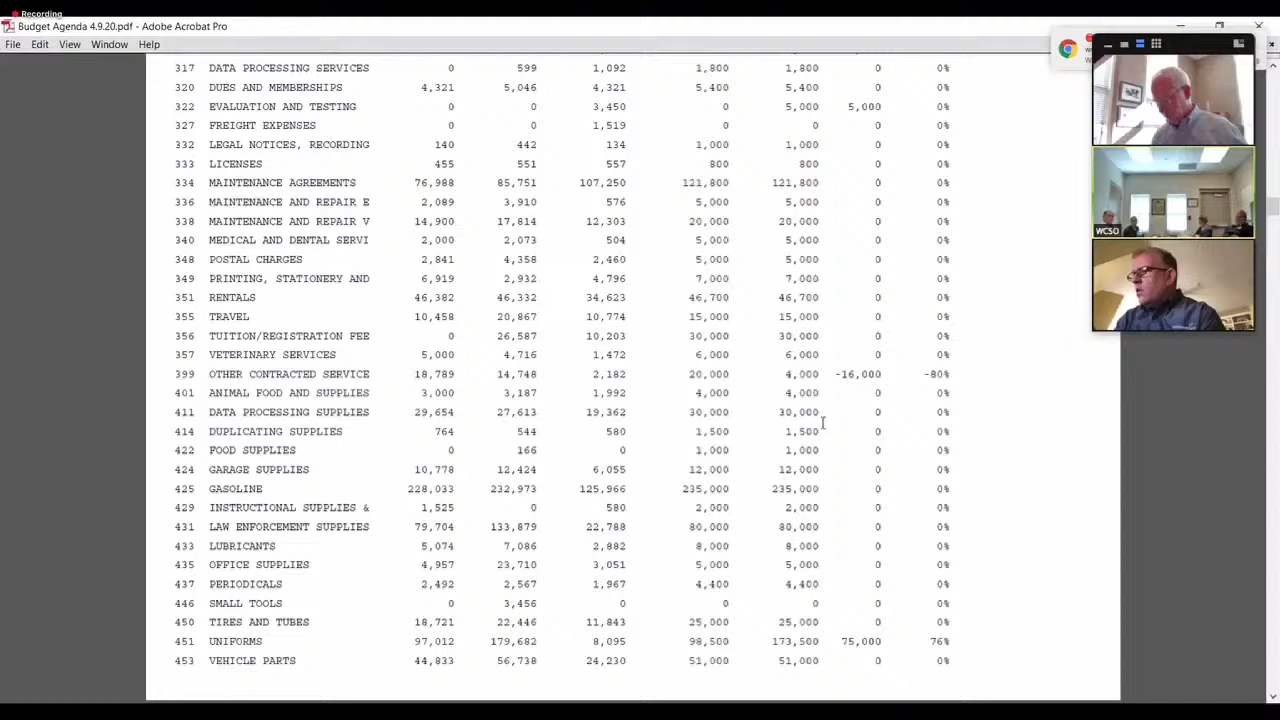 Recording
Budget Agenda 4.9.20.pdf - Adobe Acrobat Pro
File Edit View Window Help
317 DATA PROCESSING SERVICES 0 599 1,092 1,800 1,800 0 0%
320 DUES AND MEMBERSHIPS 4,321 5,046 4,321 5,400 5,400 0 0%
322 EVALUATION AND TESTING 0 0 3,450 0 5,000 5,000 0%
327 FREIGHT EXPENSES 0 0 1,519 0 0 0 0%
332 LEGAL NOTICES, RECORDING 140 442 134 1,000 1,000 0 0%
333 LICENSES 455 551 557 800 800 0 0%
334 MAINTENANCE AGREEMENTS 76,988 85,751 107,250 121,800 121,800 0 0%
336 MAINTENANCE AND REPAIR E 2,089 3,910 576 5,000 5,000 0 0%
338 MAINTENANCE AND REPAIR V 14,900 17,814 12,303 20,000 20,000 0 0%
340 MEDICAL AND DENTAL SERVI 2,000 2,073 504 5,000 5,000 0 0%
348 POSTAL CHARGES 2,841 4,358 2,460 5,000 5,000 0 0%
349 PRINTING, STATIONERY AND 6,919 2,932 4,796 7,000 7,000 0 0%
351 RENTALS 46,382 46,332 34,623 46,700 46,700 0 0%
355 TRAVEL 10,458 20,867 10,774 15,000 15,000 0 0%
356 TUITION/REGISTRATION FEE 0 26,587 10,203 30,000 30,000 0 0%
357 VETERINARY SERVICES 5,000 4,716 1,472 6,000 6,000 0 0%
399 OTHER CONTRACTED SERVICE 18,789 14,748 2,182 20,000 4,000 -16,000 -80%
401 ANIMAL FOOD AND SUPPLIES 3,000 3,187 1,992 4,000 4,000 0 0%
411 DATA PROCESSING SUPPLIES 29,654 27,613 19,362 30,000 30,000 0 0%
414 DUPLICATING SUPPLIES 764 544 580 1,500 1,500 0 0%
422 FOOD SUPPLIES 0 166 0 1,000 1,000 0 0%
424 GARAGE SUPPLIES 10,778 12,424 6,055 12,000 12,000 0 0%
425 GASOLINE 228,033 232,973 125,966 235,000 235,000 0 0%
429 INSTRUCTIONAL SUPPLIES & 1,525 0 580 2,000 2,000 0 0%
431 LAW ENFORCEMENT SUPPLIES 79,704 133,879 22,788 80,000 80,000 0 0%
433 LUBRICANTS 5,074 7,086 2,882 8,000 8,000 0 0%
435 OFFICE SUPPLIES 4,957 23,710 3,051 5,000 5,000 0 0%
437 PERIODICALS 2,492 2,567 1,967 4,400 4,400 0 0%
446 SMALL TOOLS 0 3,456 0 0 0 0 0%
450 TIRES AND TUBES 18,721 22,446 11,843 25,000 25,000 0 0%
451 UNIFORMS 97,012 179,682 8,095 98,500 173,500 75,000 76%
453 VEHICLE PARTS 44,833 56,738 24,230 51,000 51,000 0 0%
WCSO